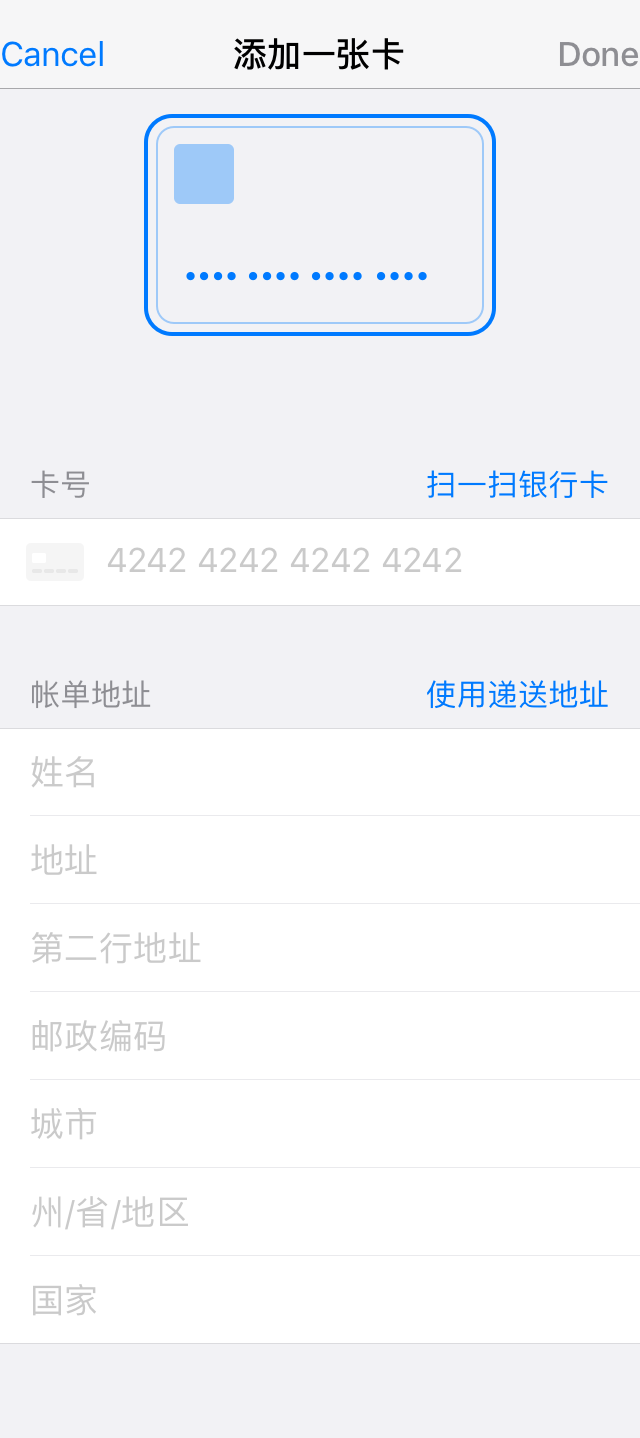 Cancel 添加一张卡 Done
•••• •••• •••• ••••
卡号 扫一扫银行卡
4242 4242 4242 4242
帐单地址 使用递送地址
姓名
地址
第二行地址
邮政编码
城市
州/省/地区
国家